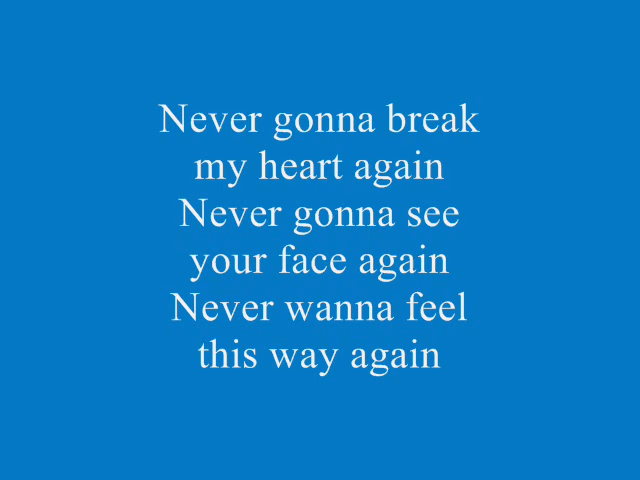 Never gonna break
my heart again
Never gonna see
your face again
Never wanna feel
this way again